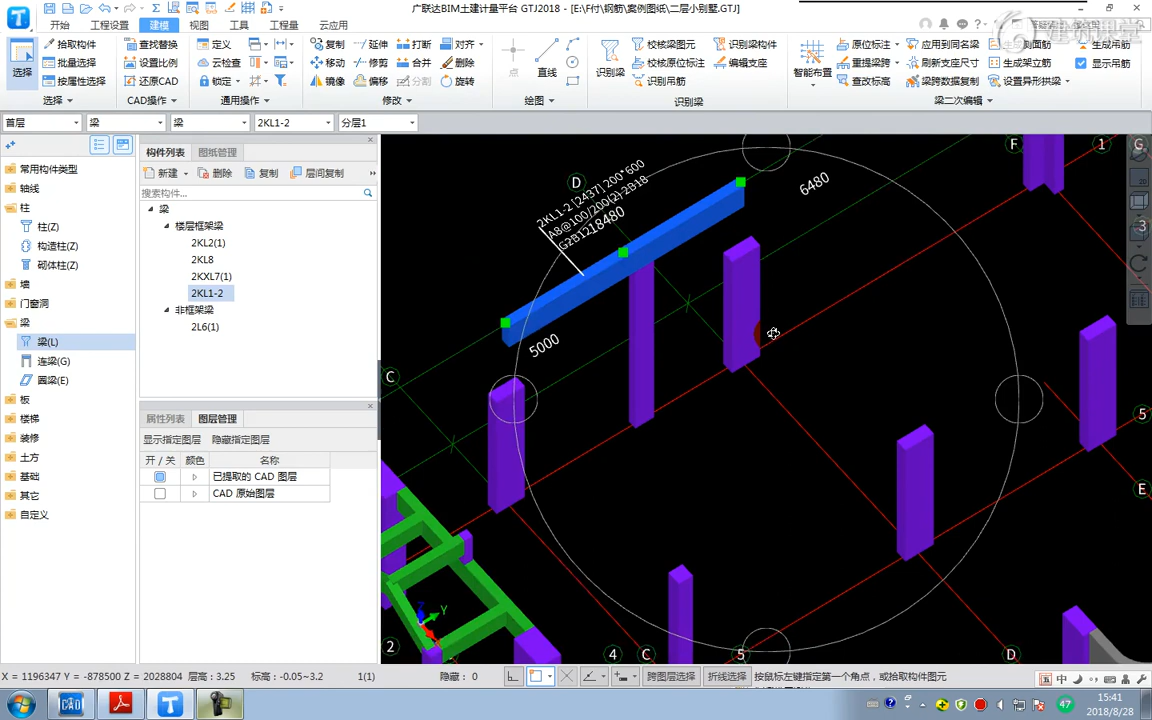 广联达BIM土建计量平台 GTJ2018 - [E:\F付\钢筋\案例图纸\二层小别墅.GTJ]
开始 工程设置 建模 视图 工具 工程量 云应用
选择 拾取构件 批量选择 按属性选择 选择
查找替换 设置比例 还原CAD CAD操作
定义 云检查 锁定 通用操作
复制 延伸 打断 对齐
移动 修剪 合并 删除
镜像 偏移 分割 旋转
修改
点 直线 绘图
识别梁 校核梁图元 校核原位标注 识别吊筋 识别梁构件 编辑支座 识别梁
智能布置 原位标注 重提梁跨 查改标高 应用到同名梁 刷新支座尺寸 梁跨数据复制 生成侧面筋 生成架立筋 设置异形拱梁 生成吊筋 显示吊筋
梁二次编辑
首层 梁 梁 2KL1-2 分层1
常用构件类型
轴线
柱
柱(Z)
构造柱(Z)
砌体柱(Z)
墙
门窗洞
梁
梁(L)
连梁(G)
圈梁(E)
板
楼梯
装修
土方
基础
其它
自定义
构件列表 图纸管理
新建 删除 复制 层间复制
搜索构件...
梁
楼层框架梁
2KL2(1)
2KL8
2KXL7(1)
2KL1-2
非框架梁
2L6(1)
属性列表 图层管理
显示指定图层 隐藏指定图层
开 / 关 颜色 名称
已提取的 CAD 图层
CAD 原始图层
2KL1-2 [2437] 200*600
A8@100/200(2) 2B18
G2B12
18480
6480
5000
D
C
F
1
G
3
5
E
D
5
C
4
2
Z
Y
X = 1196347 Y = -878500 Z = 2028804 层高: 3.25 标高: -0.05~3.2 1(1) 隐藏: 0 跨图层选择 折线选择 按鼠标左键指定第一个角点，或拾取构件图元
中
CAD
47
15:41
2018/8/28